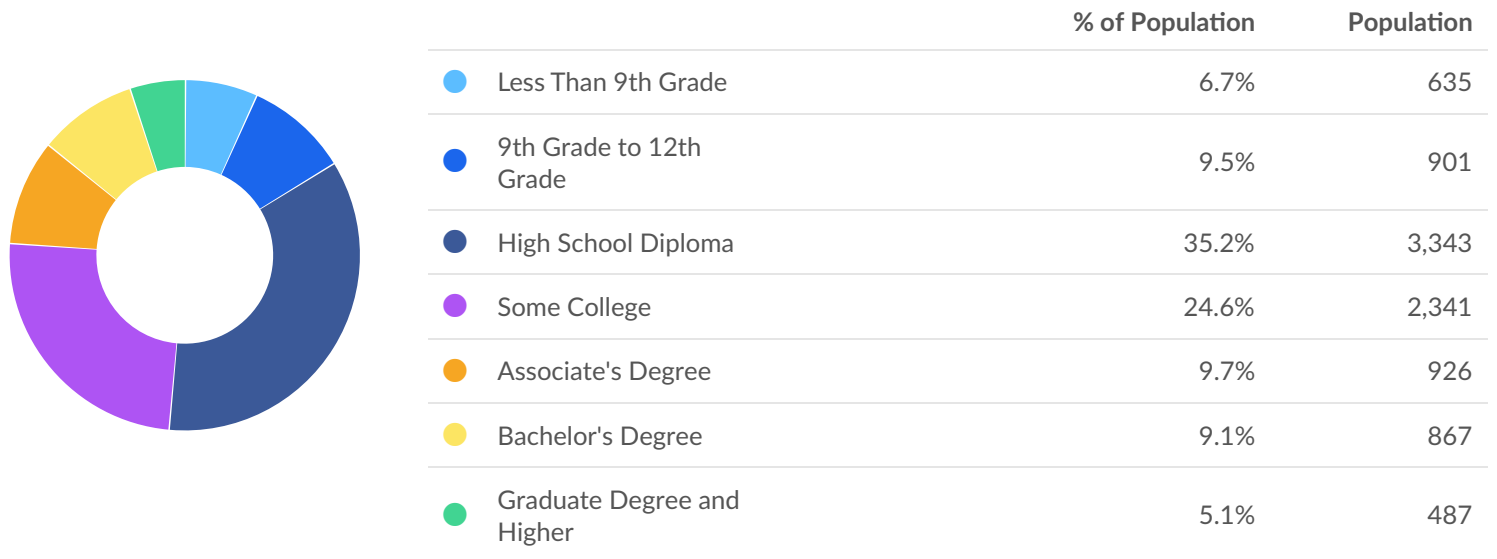 % of Population Population
Less Than 9th Grade 6.7% 635
9th Grade to 12th
Grade 9.5% 901
High School Diploma 35.2% 3,343
Some College 24.6% 2,341
Associate's Degree 9.7% 926
Bachelor's Degree 9.1% 867
Graduate Degree and
Higher 5.1% 487